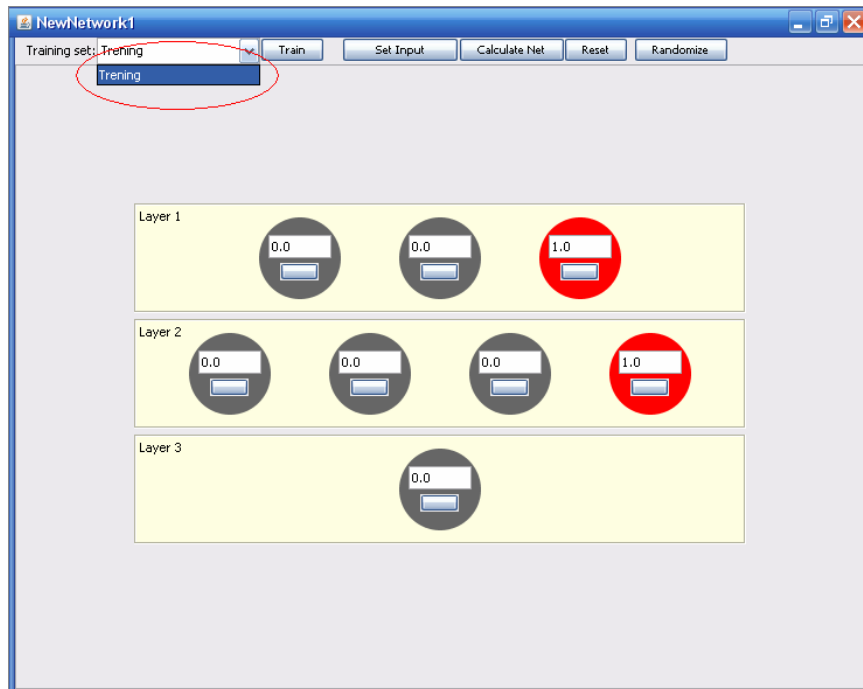 NewNetwork1
Training set: Trening Train Set Input Calculate Net Reset Randomize
Trening
Layer 1
0.0 0.0 1.0
Layer 2
0.0 0.0 0.0 1.0
Layer 3
0.0